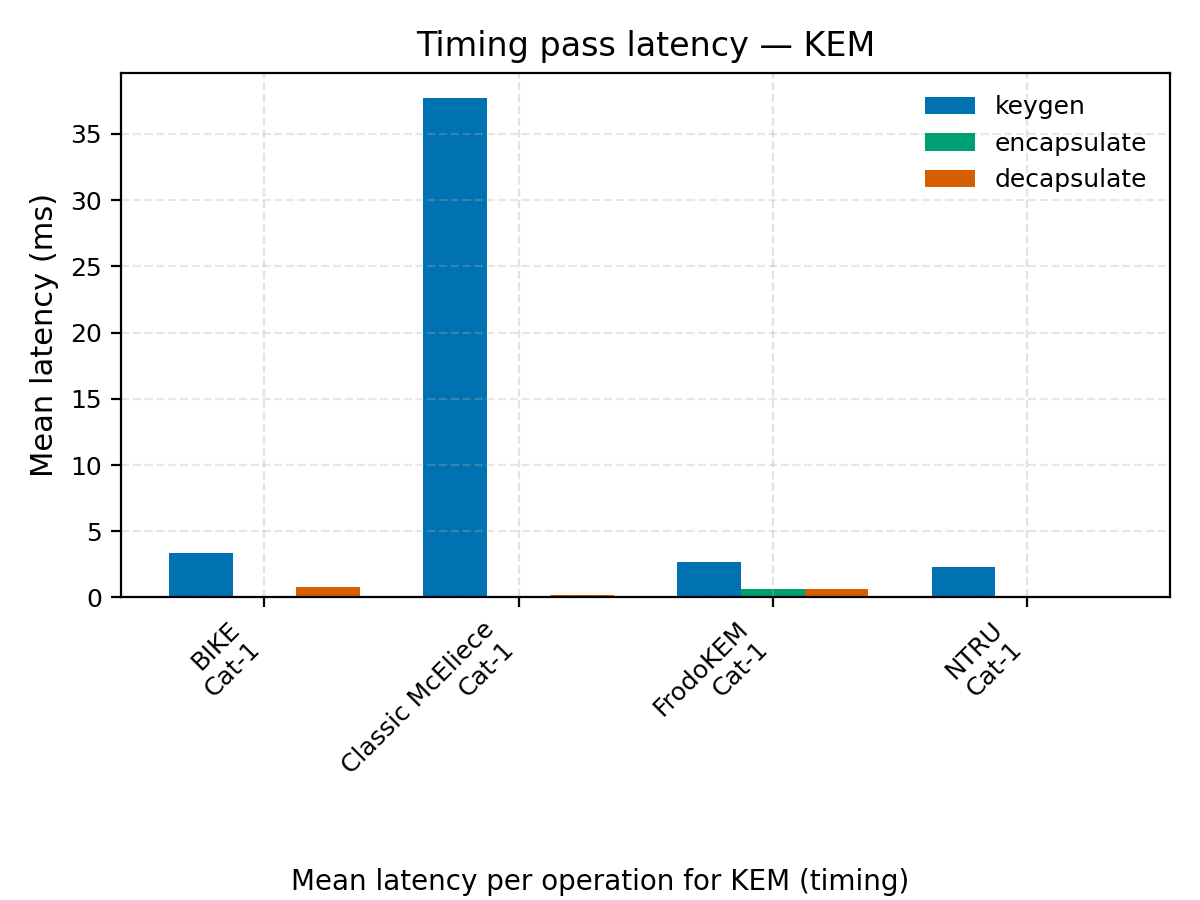 Timing pass latency — KEM
keygen
encapsulate
decapsulate
Mean latency (ms)
35
30
25
20
15
10
5
0
BIKE
Cat-1
Classic McEliece
Cat-1
FrodoKEM
Cat-1
NTRU
Cat-1
Mean latency per operation for KEM (timing)